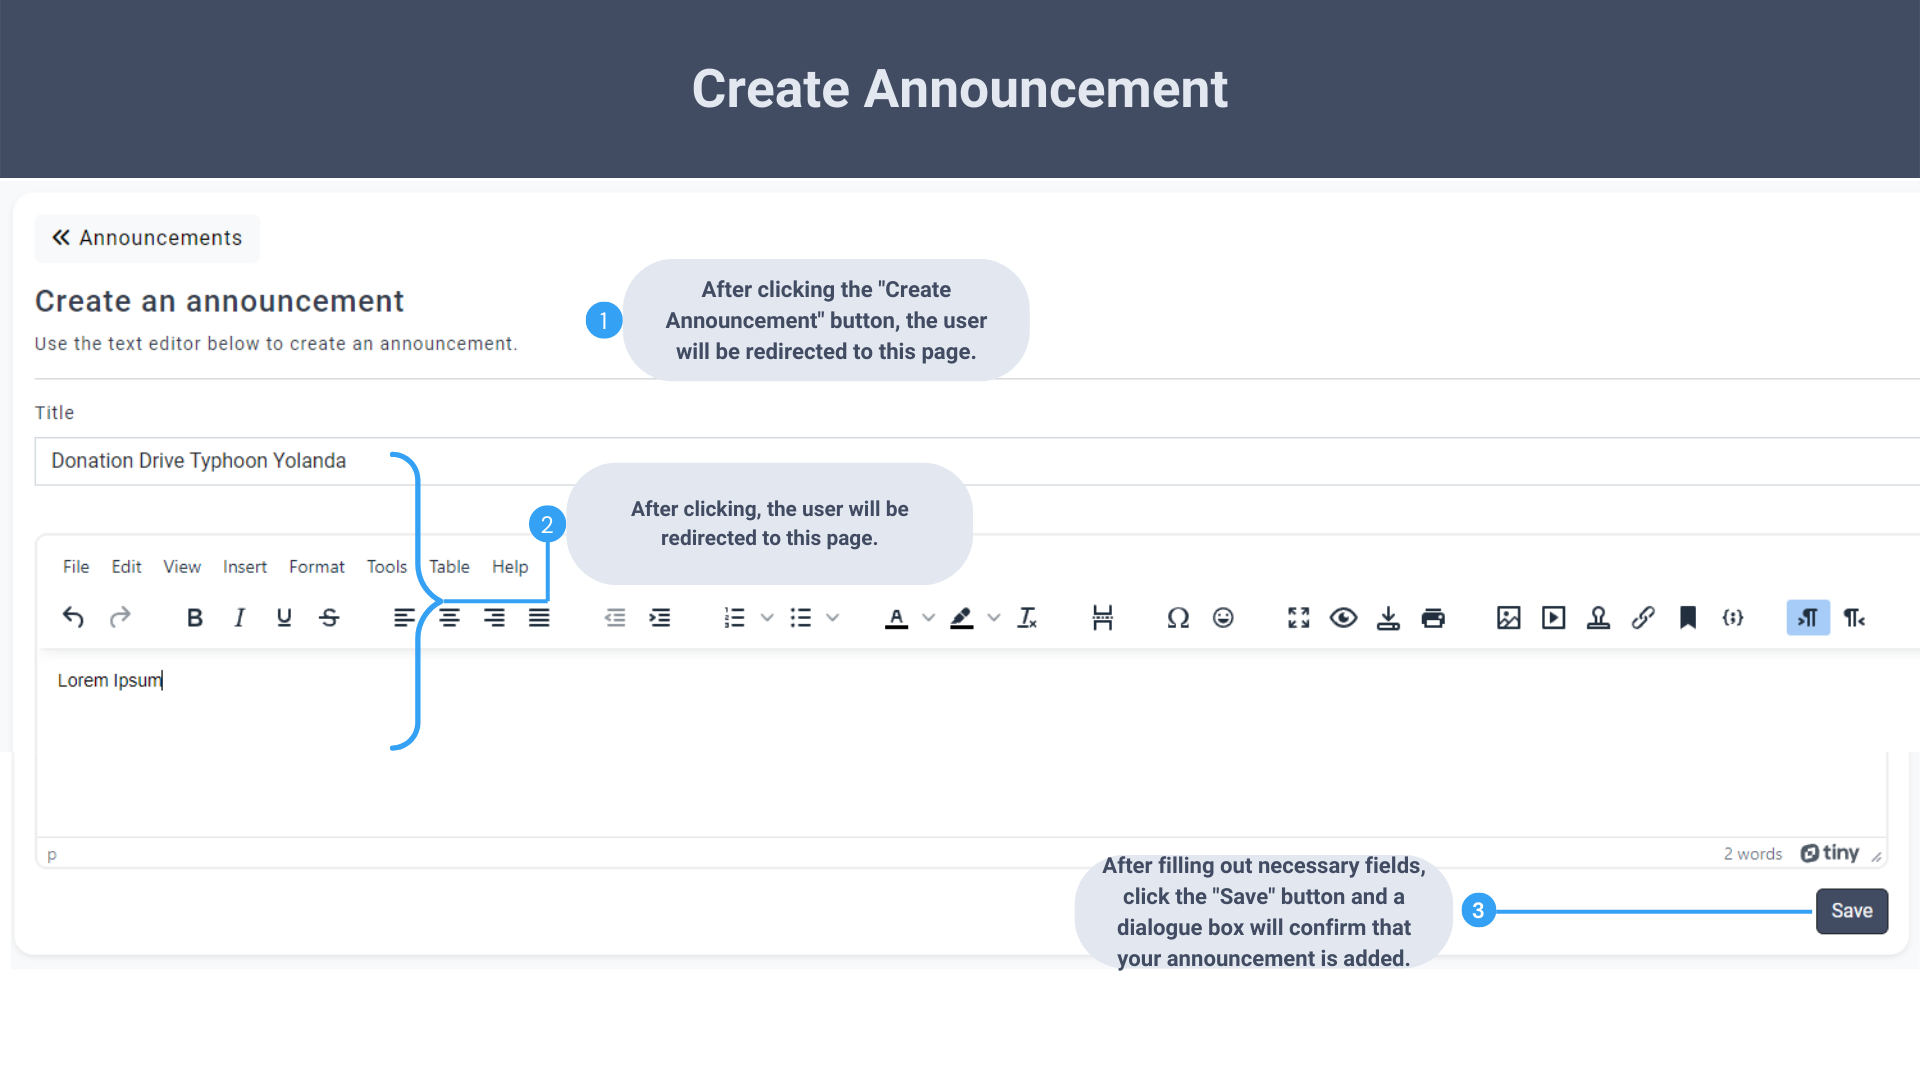 Create Announcement
Announcements
Create an announcement
Use the text editor below to create an announcement.
1
After clicking the "Create
Announcement" button, the user
will be redirected to this page.
Title
Donation Drive Typhoon Yolanda
2
After clicking, the user will be
redirected to this page.
File Edit View Insert Format Tools Table Help
Lorem Ipsum
p
2 words tiny
After filling out necessary fields,
click the "Save" button and a
dialogue box will confirm that
your announcement is added.
3
Save